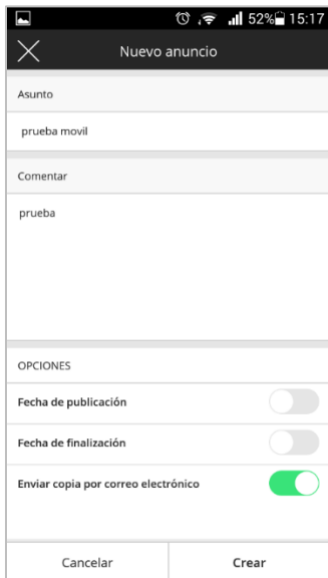 52% 15:17
Nuevo anuncio
Asunto
prueba movil
Comentar
prueba
OPCIONES
Fecha de publicación
Fecha de finalización
Enviar copia por correo electrónico
Cancelar Crear